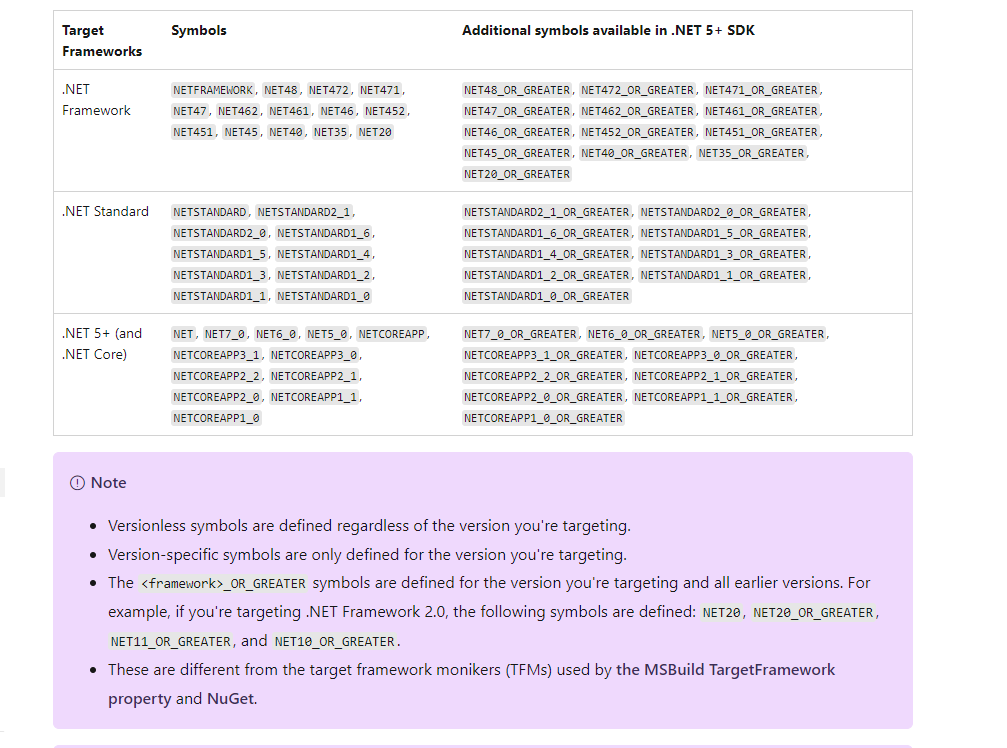 Target Frameworks Symbols Additional symbols available in .NET 5+ SDK
.NET Framework
NETFRAMEWORK, NET48, NET472, NET471,
NET47, NET462, NET461, NET46, NET452,
NET451, NET45, NET40, NET35, NET20
NET48_OR_GREATER, NET472_OR_GREATER, NET471_OR_GREATER,
NET47_OR_GREATER, NET462_OR_GREATER, NET461_OR_GREATER,
NET46_OR_GREATER, NET452_OR_GREATER, NET451_OR_GREATER,
NET45_OR_GREATER, NET40_OR_GREATER, NET35_OR_GREATER,
NET20_OR_GREATER
.NET Standard
NETSTANDARD, NETSTANDARD2_1,
NETSTANDARD2_0, NETSTANDARD1_6,
NETSTANDARD1_5, NETSTANDARD1_4,
NETSTANDARD1_3, NETSTANDARD1_2,
NETSTANDARD1_1, NETSTANDARD1_0
NETSTANDARD2_1_OR_GREATER, NETSTANDARD2_0_OR_GREATER,
NETSTANDARD1_6_OR_GREATER, NETSTANDARD1_5_OR_GREATER,
NETSTANDARD1_4_OR_GREATER, NETSTANDARD1_3_OR_GREATER,
NETSTANDARD1_2_OR_GREATER, NETSTANDARD1_1_OR_GREATER,
NETSTANDARD1_0_OR_GREATER
.NET 5+ (and
.NET Core)
NET, NET7_0, NET6_0, NET5_0, NETCOREAPP,
NETCOREAPP3_1, NETCOREAPP3_0,
NETCOREAPP2_2, NETCOREAPP2_1,
NETCOREAPP2_0, NETCOREAPP1_1,
NETCOREAPP1_0
NET7_0_OR_GREATER, NET6_0_OR_GREATER, NET5_0_OR_GREATER,
NETCOREAPP3_1_OR_GREATER, NETCOREAPP3_0_OR_GREATER,
NETCOREAPP2_2_OR_GREATER, NETCOREAPP2_1_OR_GREATER,
NETCOREAPP2_0_OR_GREATER, NETCOREAPP1_1_OR_GREATER,
NETCOREAPP1_0_OR_GREATER
Note
• Versionless symbols are defined regardless of the version you're targeting.
• Version-specific symbols are only defined for the version you're targeting.
• The <framework>_OR_GREATER symbols are defined for the version you're targeting and all earlier versions. For
example, if you're targeting .NET Framework 2.0, the following symbols are defined: NET20, NET20_OR_GREATER,
NET11_OR_GREATER, and NET10_OR_GREATER.
• These are different from the target framework monikers (TFMs) used by the MSBuild TargetFramework
property and NuGet.